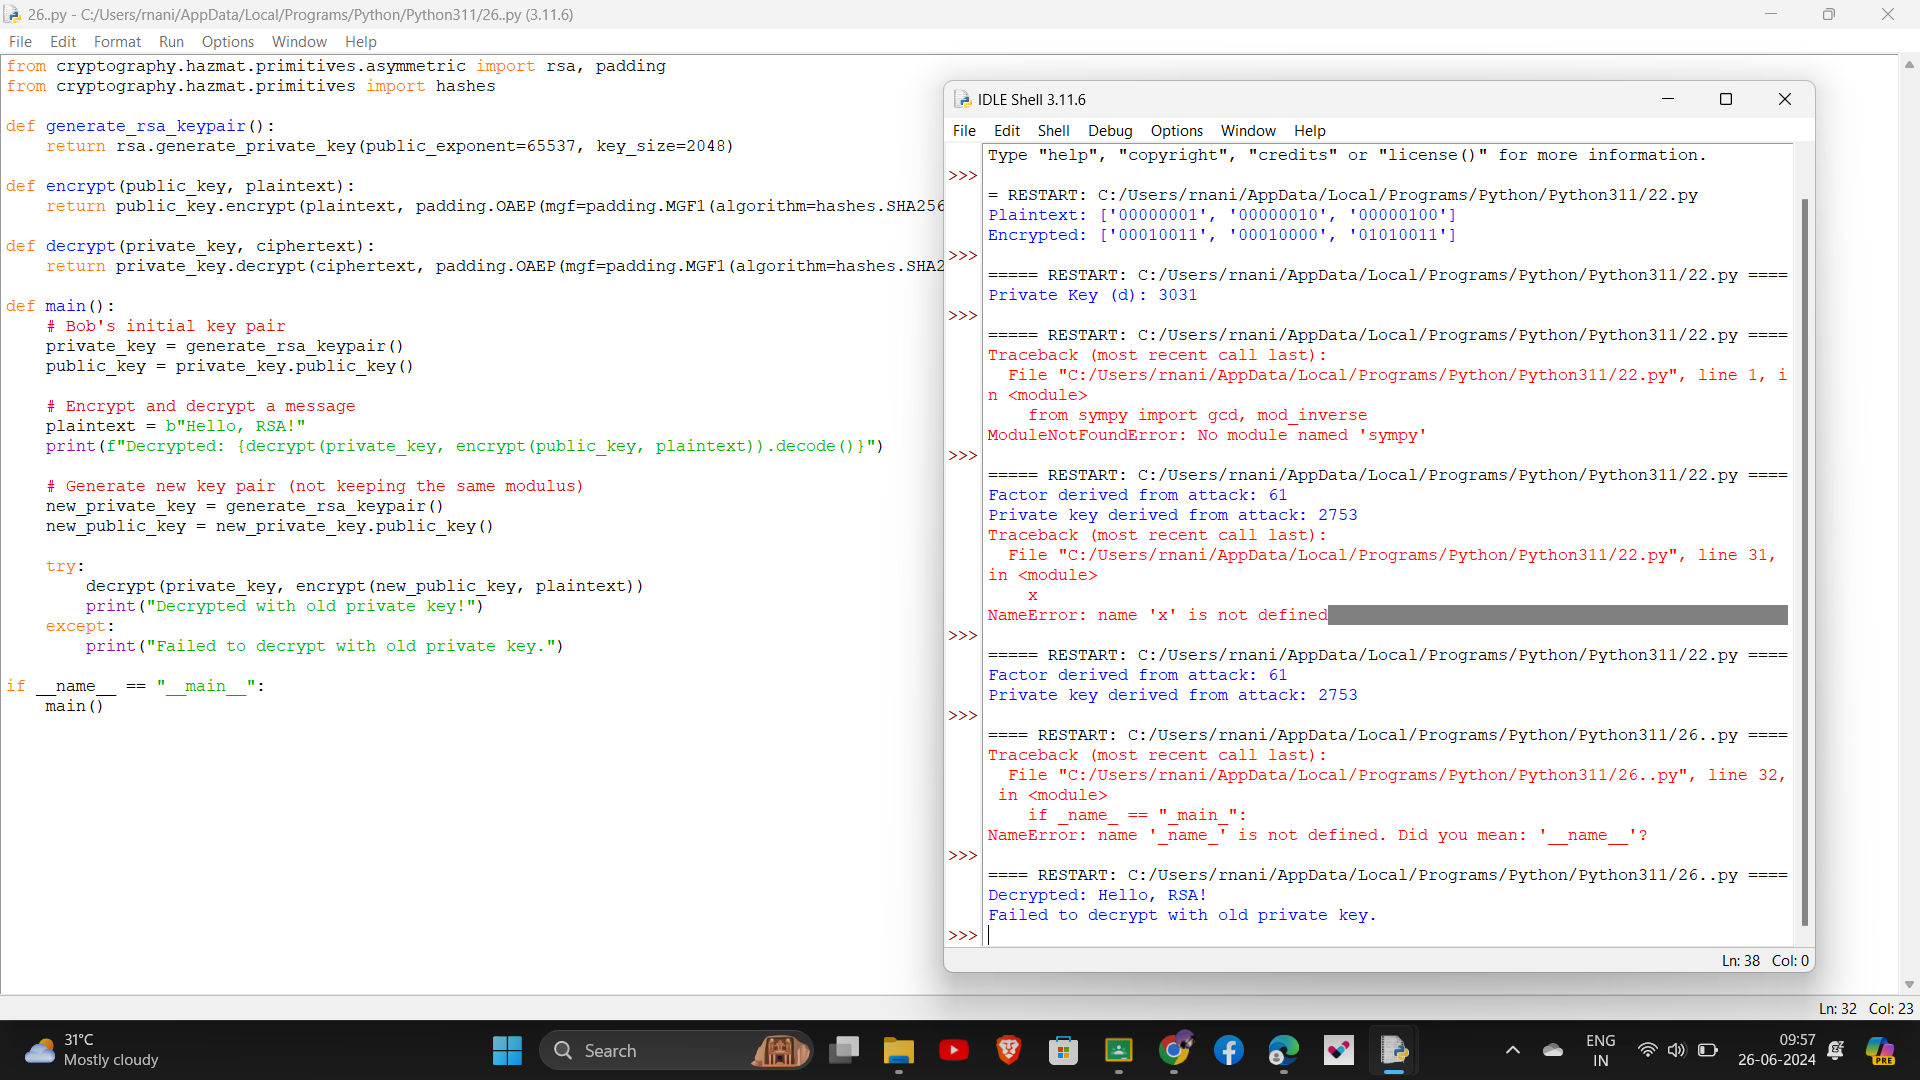 26..py - C:/Users/rnani/AppData/Local/Programs/Python/Python311/26..py (3.11.6)
File Edit Format Run Options Window Help
from cryptography.hazmat.primitives.asymmetric import rsa, padding
from cryptography.hazmat.primitives import hashes
def generate_rsa_keypair():
    return rsa.generate_private_key(public_exponent=65537, key_size=2048)
def encrypt(public_key, plaintext):
    return public_key.encrypt(plaintext, padding.OAEP(mgf=padding.MGF1(algorithm=hashes.SHA256
def decrypt(private_key, ciphertext):
    return private_key.decrypt(ciphertext, padding.OAEP(mgf=padding.MGF1(algorithm=hashes.SHA2
def main():
    # Bob's initial key pair
    private_key = generate_rsa_keypair()
    public_key = private_key.public_key()
    # Encrypt and decrypt a message
    plaintext = b"Hello, RSA!"
    print(f"Decrypted: {decrypt(private_key, encrypt(public_key, plaintext)).decode()}")
    # Generate new key pair (not keeping the same modulus)
    new_private_key = generate_rsa_keypair()
    new_public_key = new_private_key.public_key()
    try:
        decrypt(private_key, encrypt(new_public_key, plaintext))
        print("Decrypted with old private key!")
    except:
        print("Failed to decrypt with old private key.")
if __name__ == "__main__":
    main()
IDLE Shell 3.11.6
File Edit Shell Debug Options Window Help
Type "help", "copyright", "credits" or "license()" for more information.
>>>
= RESTART: C:/Users/rnani/AppData/Local/Programs/Python/Python311/22.py
Plaintext: ['00000001', '00000010', '00000100']
Encrypted: ['00010011', '00010000', '01010011']
>>>
===== RESTART: C:/Users/rnani/AppData/Local/Programs/Python/Python311/22.py ====
Private Key (d): 3031
>>>
===== RESTART: C:/Users/rnani/AppData/Local/Programs/Python/Python311/22.py ====
Traceback (most recent call last):
  File "C:/Users/rnani/AppData/Local/Programs/Python/Python311/22.py", line 1, i
n <module>
    from sympy import gcd, mod_inverse
ModuleNotFoundError: No module named 'sympy'
>>>
===== RESTART: C:/Users/rnani/AppData/Local/Programs/Python/Python311/22.py ====
Factor derived from attack: 61
Private key derived from attack: 2753
Traceback (most recent call last):
  File "C:/Users/rnani/AppData/Local/Programs/Python/Python311/22.py", line 31,
in <module>
    x
NameError: name 'x' is not defined
>>>
===== RESTART: C:/Users/rnani/AppData/Local/Programs/Python/Python311/22.py ====
Factor derived from attack: 61
Private key derived from attack: 2753
>>>
==== RESTART: C:/Users/rnani/AppData/Local/Programs/Python/Python311/26..py ====
Traceback (most recent call last):
  File "C:/Users/rnani/AppData/Local/Programs/Python/Python311/26..py", line 32,
 in <module>
    if _name_ == "_main_":
NameError: name '_name_' is not defined. Did you mean: '__name__'?
>>>
==== RESTART: C:/Users/rnani/AppData/Local/Programs/Python/Python311/26..py ====
Decrypted: Hello, RSA!
Failed to decrypt with old private key.
>>>
Ln: 38 Col: 0
Ln: 32 Col: 23
31°C
Mostly cloudy
Search
ENG
IN
09:57
26-06-2024
PRE